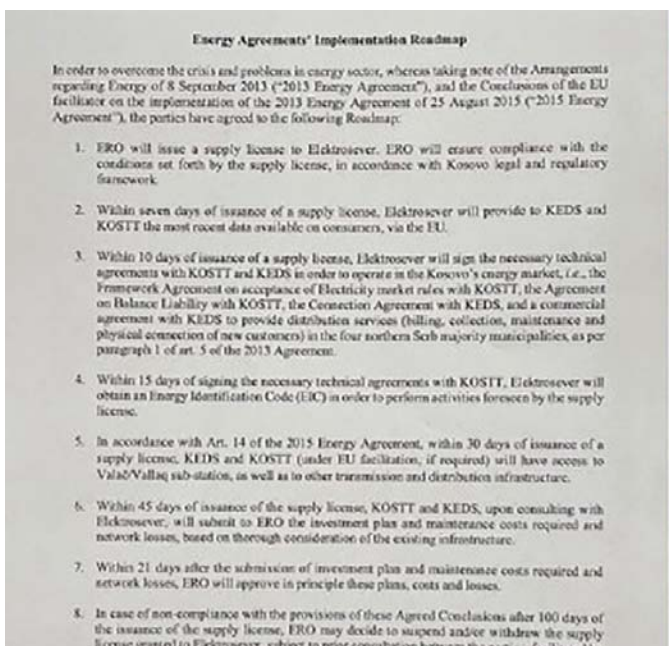 Energy Agreements' Implementation Roadmap
In order to overcome the crisis and problems in energy sector, whereas taking note of the Arrangements
regarding Energy of 8 September 2013 ("2013 Energy Agreement"), and the Conclusions of the EU
facilitator on the implementation of the 2013 Energy Agreement of 25 August 2015 ("2015 Energy
Agreement"), the parties have agreed to the following Roadmap:
1. ERO will issue a supply license to Elektrosever. ERO will ensure compliance with the
conditions set forth by the supply license, in accordance with Kosovo legal and regulatory
framework.
2. Within seven days of issuance of a supply license, Elektrosever will provide to KEDS and
KOSTT the most recent data available on consumers, via the EU.
3. Within 10 days of issuance of a supply license, Elektrosever will sign the necessary technical
agreements with KOSTT and KEDS in order to operate in the Kosovo's energy market, i.e., the
Framework Agreement on acceptance of Electricity market rules with KOSTT, the Agreement
on Balance Liability with KOSTT, the Connection Agreement with KEDS, and a commercial
agreement with KEDS to provide distribution services (billing, collection, maintenance and
physical connection of new customers) in the four northern Serb majority municipalities, as per
paragraph 1 of art. 5 of the 2013 Agreement.
4. Within 15 days of signing the necessary technical agreements with KOSTT, Elektrosever will
obtain an Energy Identification Code (EIC) in order to perform activities foreseen by the supply
license.
5. In accordance with Art. 14 of the 2015 Energy Agreement, within 30 days of issuance of a
supply license, KEDS and KOSTT (under EU facilitation, if required) will have access to
Valač/Vallaq sub-station, as well as to other transmission and distribution infrastructure.
6. Within 45 days of issuance of the supply license, KOSTT and KEDS, upon consulting with
Elektrosever, will submit to ERO the investment plan and maintenance costs required and
network losses, based on thorough consideration of the existing infrastructure.
7. Within 21 days after the submission of investment plan and maintenance costs required and
network losses, ERO will approve in principle these plans, costs and losses.
8. In case of non-compliance with the provisions of these Agreed Conclusions after 100 days of
the issuance of the supply license, ERO may decide to suspend and/or withdraw the supply
license